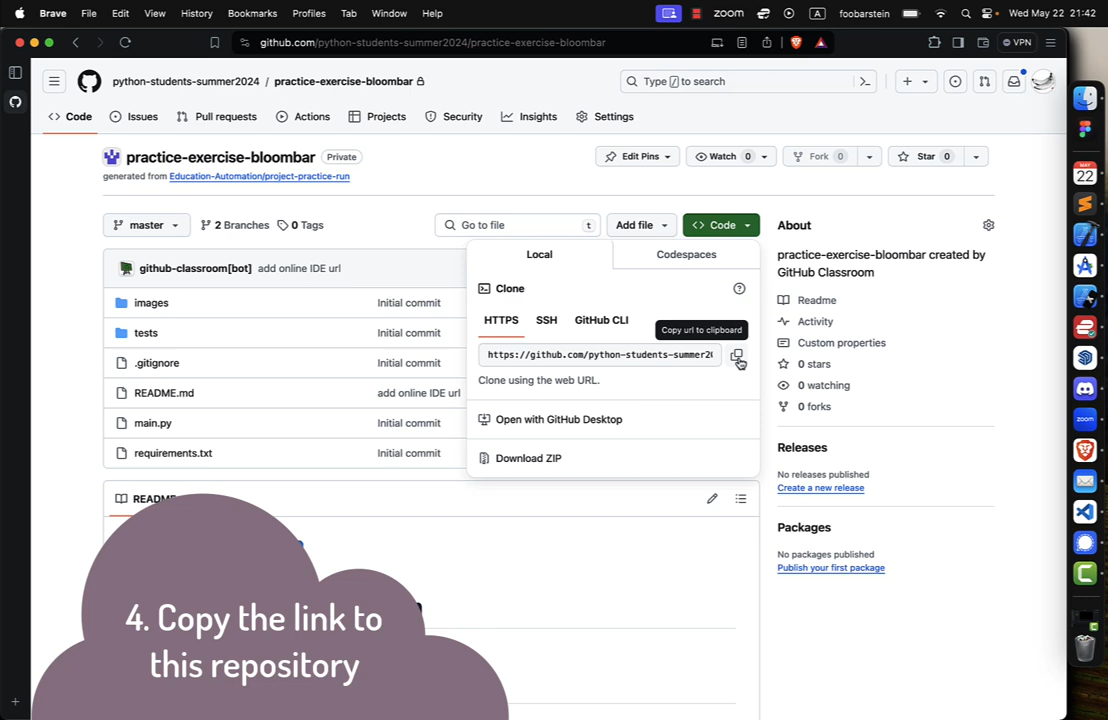 Brave File Edit View History Bookmarks Profiles Tab Window Help zoom A foobarstein Wed May 22 21:42
github.com/python-students-summer2024/practice-exercise-bloombar VPN
python-students-summer2024 / practice-exercise-bloombar Type / to search
Code Issues Pull requests Actions Projects Security Insights Settings
practice-exercise-bloombar Private Edit Pins Watch 0 Fork 0 Star 0
generated from Education-Automation/project-practice-run
master 2 Branches 0 Tags Go to file t Add file Code About
Local Codespaces
github-classroom[bot] add online IDE url
practice-exercise-bloombar created by
GitHub Classroom
Clone
images Initial commit
Readme
HTTPS SSH GitHub CLI
Copy url to clipboard
Activity
tests Initial commit
Custom properties
https://github.com/python-students-summer2
.gitignore Initial commit
0 stars
Clone using the web URL.
0 watching
README.md add online IDE url
0 forks
main.py Initial commit
Open with GitHub Desktop
requirements.txt Initial commit
Download ZIP
Releases
No releases published
Create a new release
README
Packages
No packages published
Publish your first package
4. Copy the link to
this repository
MAY
22
zoom